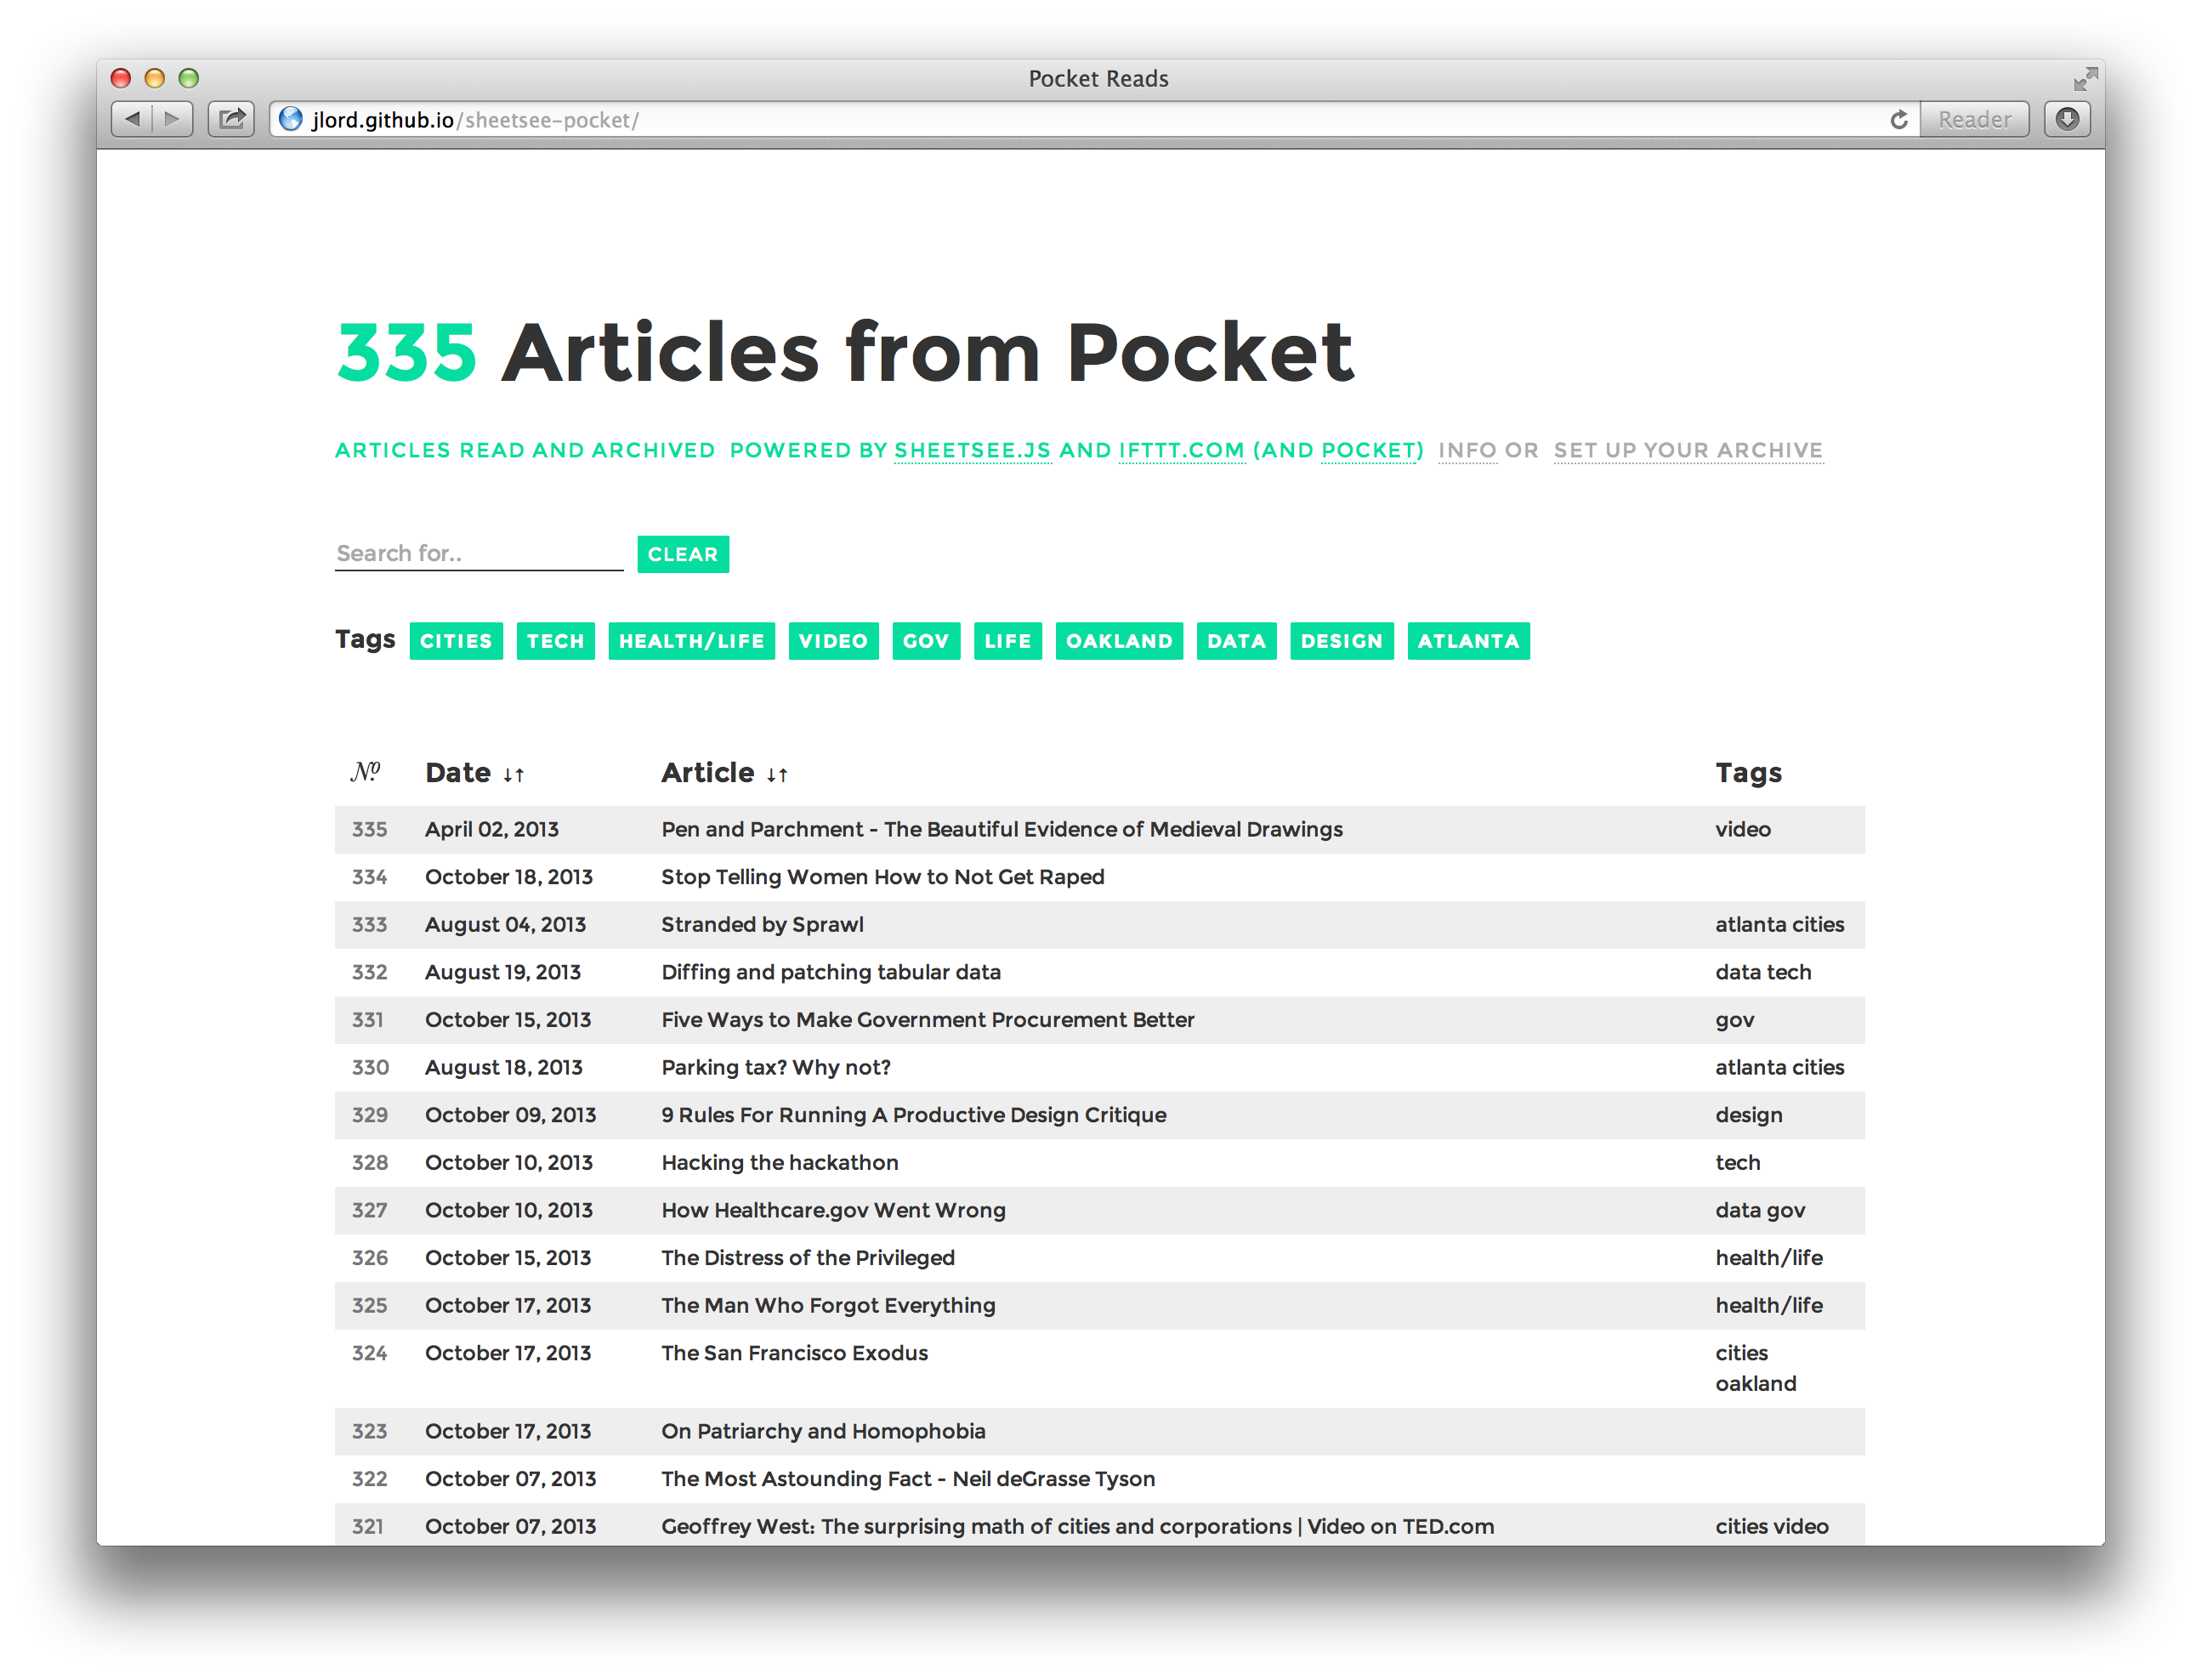 Pocket Reads
jlord.github.io/sheetsee-pocket/
Reader
335 Articles from Pocket
ARTICLES READ AND ARCHIVED POWERED BY SHEETSEE.JS AND IFTTT.COM (AND POCKET) INFO OR SET UP YOUR ARCHIVE
Search for..
CLEAR
Tags CITIES TECH HEALTH/LIFE VIDEO GOV LIFE OAKLAND DATA DESIGN ATLANTA
№ Date ↓↑ Article ↓↑ Tags
335 April 02, 2013 Pen and Parchment - The Beautiful Evidence of Medieval Drawings video
334 October 18, 2013 Stop Telling Women How to Not Get Raped
333 August 04, 2013 Stranded by Sprawl atlanta cities
332 August 19, 2013 Diffing and patching tabular data data tech
331 October 15, 2013 Five Ways to Make Government Procurement Better gov
330 August 18, 2013 Parking tax? Why not? atlanta cities
329 October 09, 2013 9 Rules For Running A Productive Design Critique design
328 October 10, 2013 Hacking the hackathon tech
327 October 10, 2013 How Healthcare.gov Went Wrong data gov
326 October 15, 2013 The Distress of the Privileged health/life
325 October 17, 2013 The Man Who Forgot Everything health/life
324 October 17, 2013 The San Francisco Exodus cities
oakland
323 October 17, 2013 On Patriarchy and Homophobia
322 October 07, 2013 The Most Astounding Fact - Neil deGrasse Tyson
321 October 07, 2013 Geoffrey West: The surprising math of cities and corporations | Video on TED.com cities video